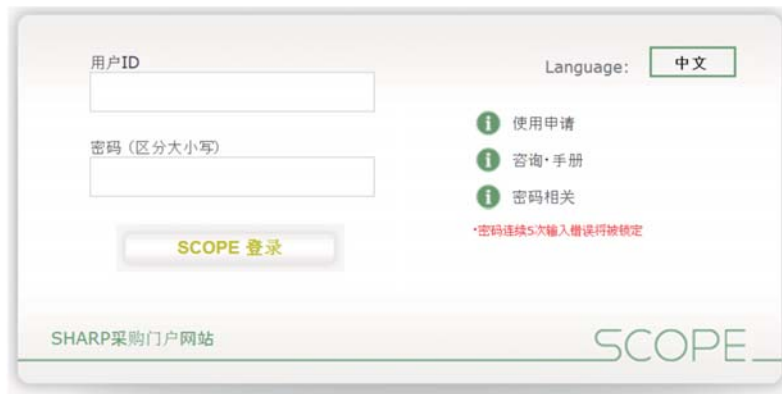 用户ID
密码 (区分大小写)
SCOPE 登录
Language: 中文
使用申请
咨询･手册
密码相关
*密码连续5次输入错误将被锁定
SHARP采购门户网站
SCOPE